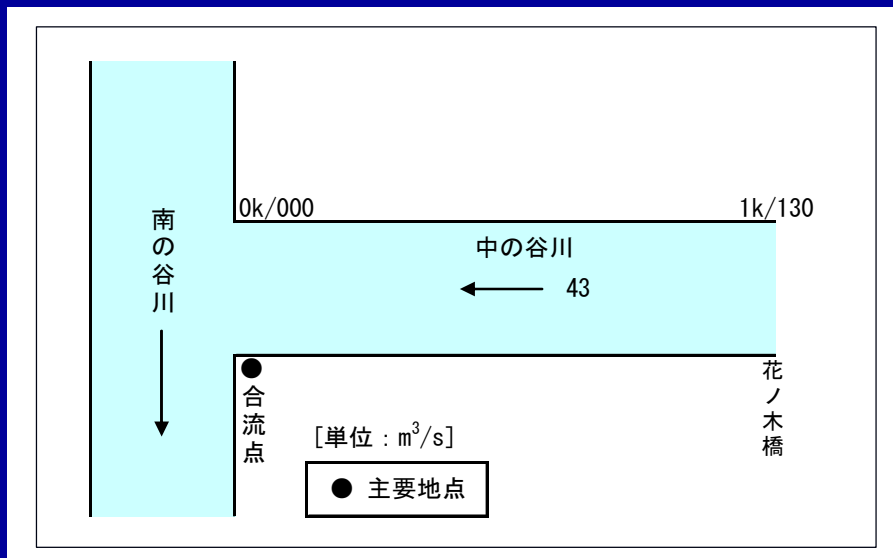 0k/000
1k/130
南の谷川
中の谷川
43
合流点
花ノ木橋
[単位：m³/s]
● 主要地点